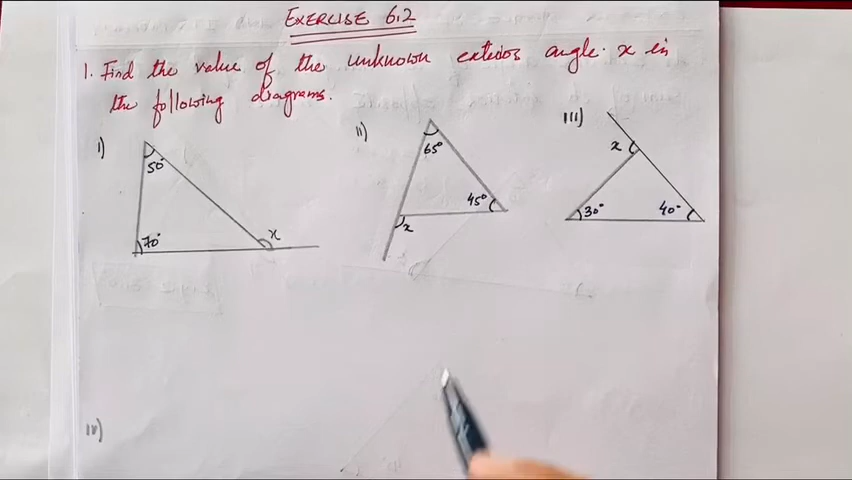 EXERCISE 6.2
1. Find the value of the unknown exterios angle. x in
the following diagrams.
i)
50°
70°
x
ii)
65°
45°
x
iii)
x
30°
40°
iv)